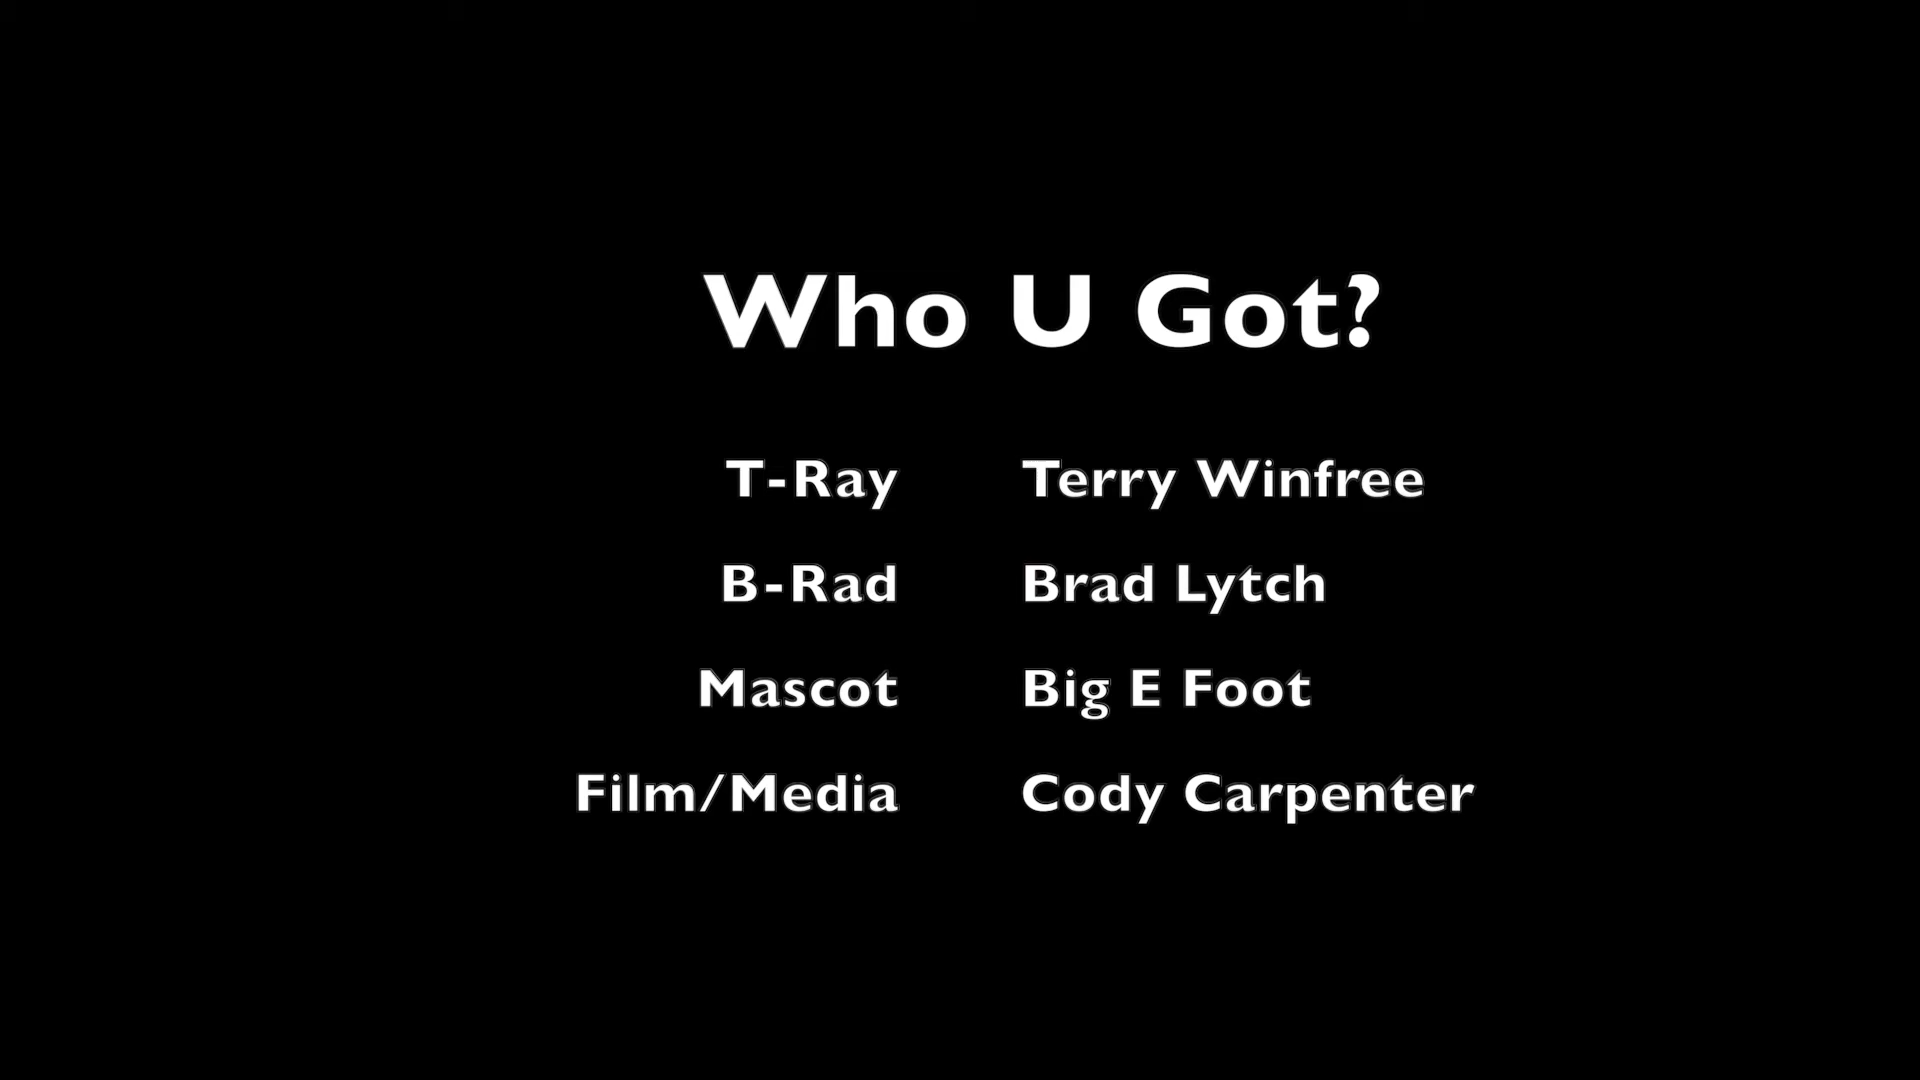 Who U Got?
T-Ray Terry Winfree
B-Rad Brad Lytch
Mascot Big E Foot
Film/Media Cody Carpenter